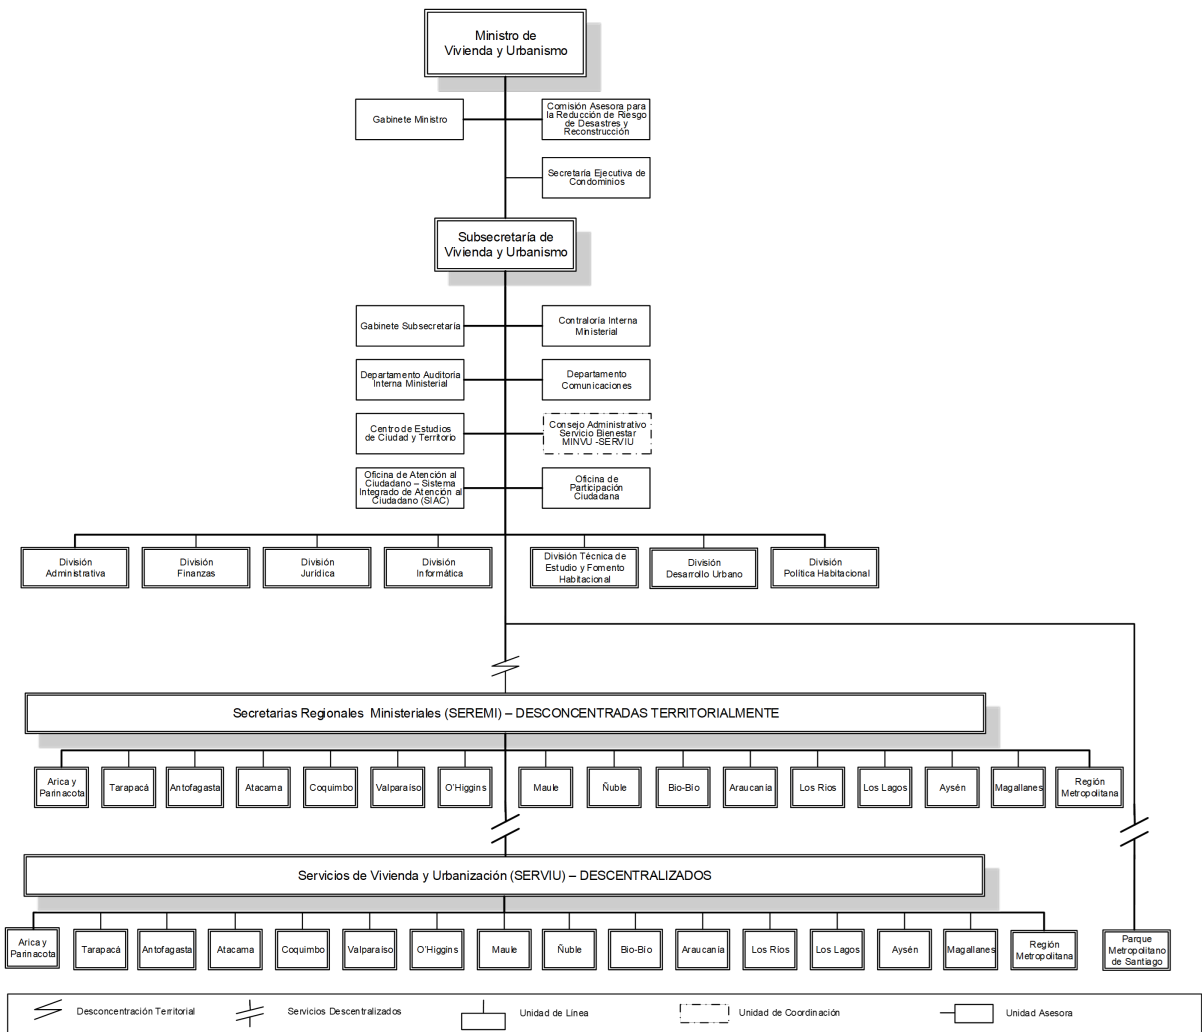 Ministro de
Vivienda y Urbanismo
Gabinete Ministro
Comisión Asesora para
la Reducción de Riesgo
de Desastres y
Reconstrucción
Secretaría Ejecutiva de
Condominios
Subsecretaría de
Vivienda y Urbanismo
Gabinete Subsecretaría
Contraloría Interna
Ministerial
Departamento Auditoría
Interna Ministerial
Departamento
Comunicaciones
Centro de Estudios
de Ciudad y Territorio
Consejo Administrativo
Servicio Bienestar
MINVU -SERVIU
Oficina de Atención al
Ciudadano – Sistema
Integrado de Atención al
Ciudadano (SIAC)
Oficina de
Participación
Ciudadana
División
Administrativa
División
Finanzas
División
Jurídica
División
Informática
División Técnica de
Estudio y Fomento
Habitacional
División
Desarrollo Urbano
División
Política Habitacional
Secretarias Regionales Ministeriales (SEREMI) – DESCONCENTRADAS TERRITORIALMENTE
Arica y
Parinacota
Tarapacá
Antofagasta
Atacama
Coquimbo
Valparaíso
O'Higgins
Maule
Ñuble
Bio-Bío
Araucanía
Los Ríos
Los Lagos
Aysén
Magallanes
Región
Metropolitana
Servicios de Vivienda y Urbanización (SERVIU) – DESCENTRALIZADOS
Arica y
Parinacota
Tarapacá
Antofagasta
Atacama
Coquimbo
Valparaíso
O'Higgins
Maule
Ñuble
Bio-Bío
Araucanía
Los Ríos
Los Lagos
Aysén
Magallanes
Región
Metropolitana
Parque
Metropolitano
de Santiago
Desconcentración Territorial
Servicios Descentralizados
Unidad de Línea
Unidad de Coordinación
Unidad Asesora